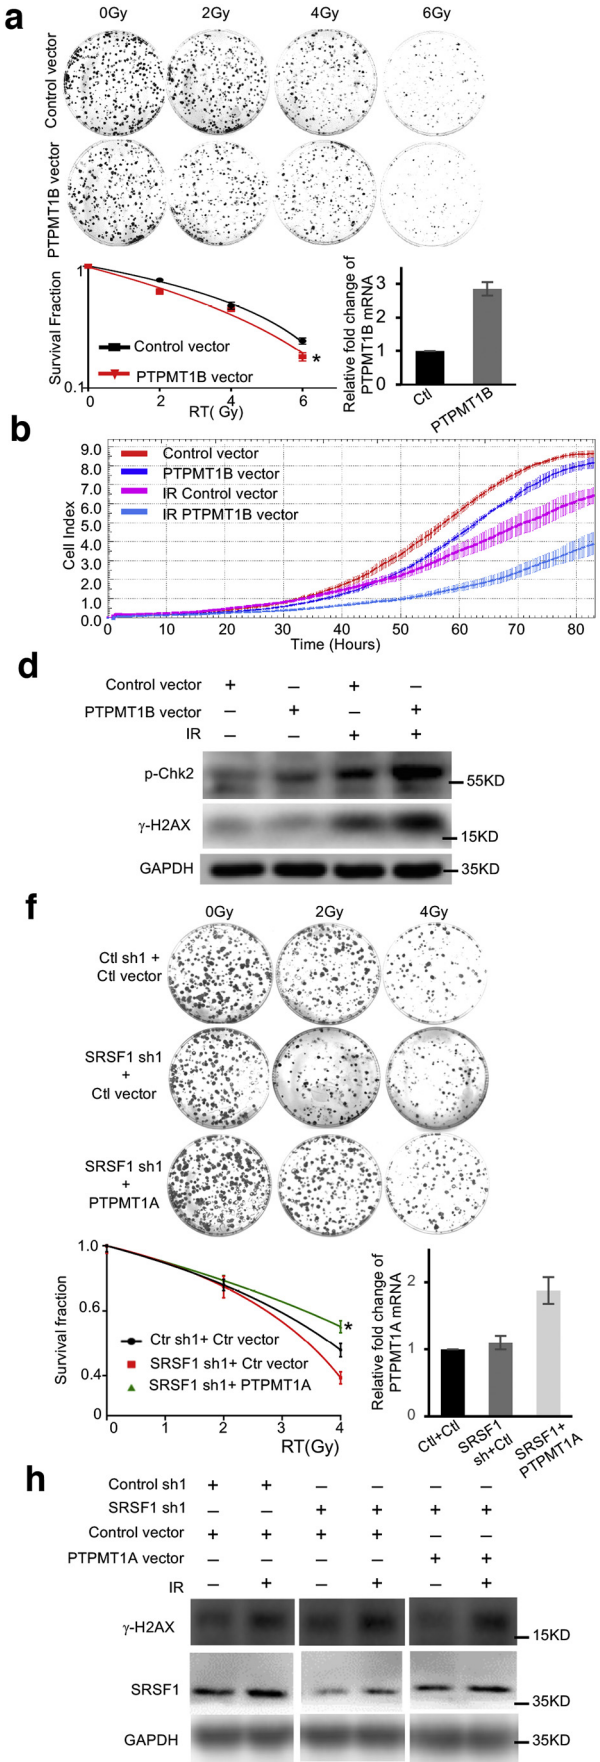 a
0Gy 2Gy 4Gy 6Gy
Control vector
PTPMT1B vector
Survival Fraction
1
0.1
0 2 4 6
RT( Gy)
Control vector
PTPMT1B vector
*
Relative fold change of
PTPMT1B mRNA
3
2
1
0
Ctl
PTPMT1B
b
Cell Index
9.0
8.0
7.0
6.0
5.0
4.0
3.0
2.0
1.0
0.0
Control vector
PTPMT1B vector
IR Control vector
IR PTPMT1B vector
0 10 20 30 40 50 60 70 80
Time (Hours)
d
Control vector + – + –
PTPMT1B vector – + – +
IR – – + +
p-Chk2
55KD
γ-H2AX
15KD
GAPDH
35KD
f
0Gy 2Gy 4Gy
Ctl sh1 +
Ctl vector
SRSF1 sh1
+
Ctl vector
SRSF1 sh1
+
PTPMT1A
Survival fraction
1.0
0.6
0.4
0
0 1 2 3 4
RT(Gy)
*
Ctr sh1+ Ctr vector
SRSF1 sh1+ Ctr vector
SRSF1 sh1+ PTPMT1A
Relative fold change of
PTPMT1A mRNA
2
1
0
Ctl+Ctl
SRSF1
sh+Ctl
SRSF1+
PTPMT1A
h
Control sh1 + + – – – –
SRSF1 sh1 – – + + + +
Control vector + + + + – –
PTPMT1A vector – – – – + +
IR – + – + – +
γ-H2AX
15KD
SRSF1
35KD
GAPDH
35KD